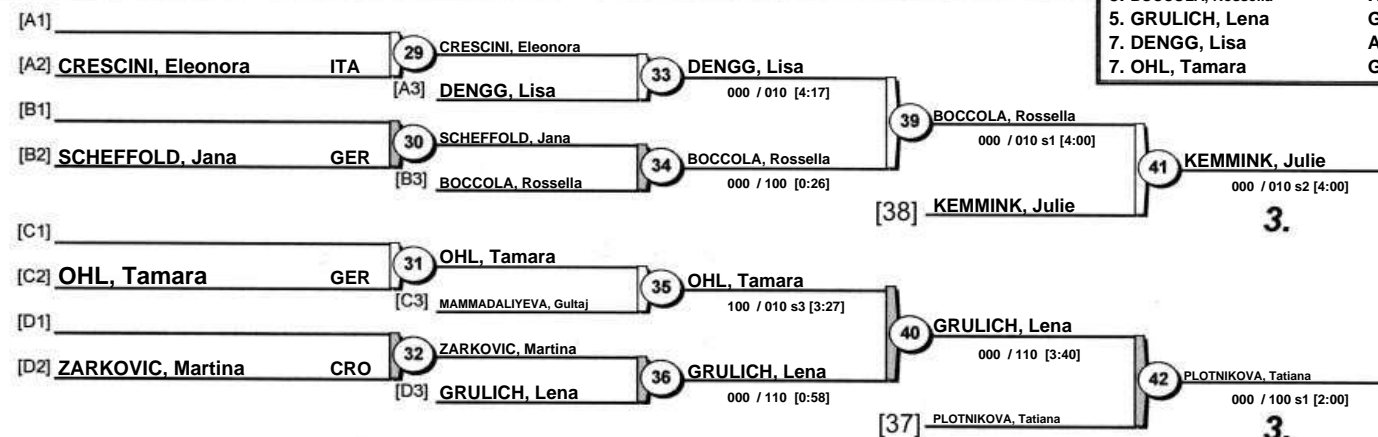 5. GRULICH, Lena G
7. DENGG, Lisa A
7. OHL, Tamara G
[A1]
[A2] CRESCINI, Eleonora ITA
29
CRESCINI, Eleonora
[A3] DENGG, Lisa
33
DENGG, Lisa
000 / 010 [4:17]
[B1]
[B2] SCHEFFOLD, Jana GER
30
SCHEFFOLD, Jana
[B3] BOCCOLA, Rossella
34
BOCCOLA, Rossella
000 / 100 [0:26]
39
BOCCOLA, Rossella
000 / 010 s1 [4:00]
[38] KEMMINK, Julie
41
KEMMINK, Julie
000 / 010 s2 [4:00]
3.
[C1]
[C2] OHL, Tamara GER
31
OHL, Tamara
[C3] MAMMADALIYEVA, Gultaj
35
OHL, Tamara
100 / 010 s3 [3:27]
[D1]
[D2] ZARKOVIC, Martina CRO
32
ZARKOVIC, Martina
[D3] GRULICH, Lena
36
GRULICH, Lena
000 / 110 [0:58]
40
GRULICH, Lena
000 / 110 [3:40]
[37] PLOTNIKOVA, Tatiana
42
PLOTNIKOVA, Tatiana
000 / 100 s1 [2:00]
3.